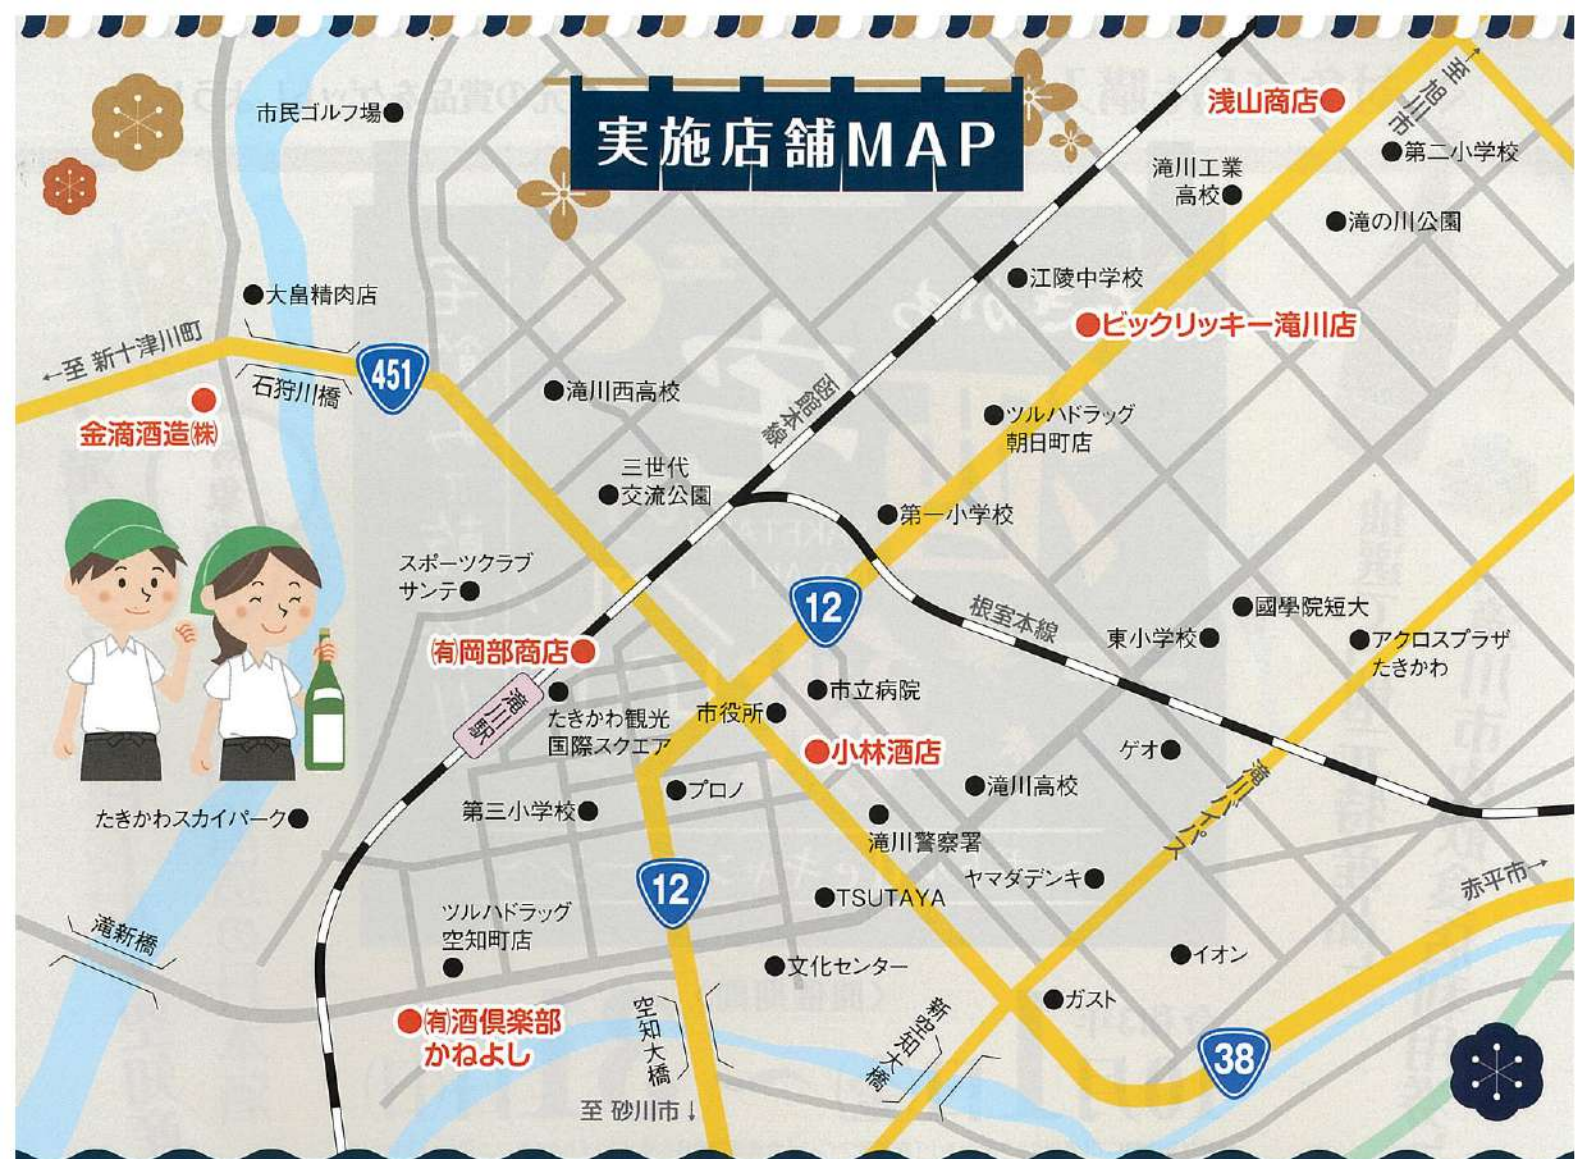 実施店舗MAP
市民ゴルフ場
浅山商店
至 旭川市→
第二小学校
滝川工業
高校
滝の川公園
江陵中学校
大畠精肉店
ビックリッキー滝川店
←至 新十津川町
451
石狩川橋
滝川西高校
函館本線
ツルハドラッグ
朝日町店
金滴酒造㈱
三世代
交流公園
第一小学校
スポーツクラブ
サンテ
12
根室本線
國學院短大
東小学校
アクロスプラザ
たきかわ
㈲岡部商店
滝川駅
たきかわ観光
国際スクエア
市立病院
市役所
小林酒店
ゲオ
プロノ
滝川高校
滝川バイパス
第三小学校
たきかわスカイパーク
滝川警察署
12
ヤマダデンキ
赤平市→
TSUTAYA
ツルハドラッグ
空知町店
滝新橋
文化センター
イオン
ガスト
㈲酒倶楽部
かねよし
空知大橋
新空知大橋
38
至 砂川市↓